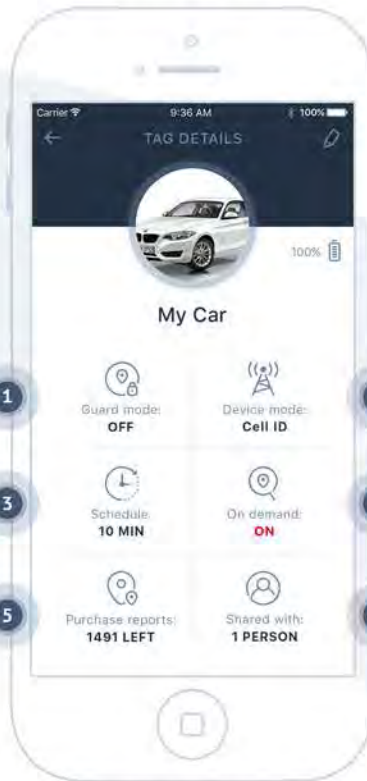 Carrier 9:36 AM 100%
TAG DETAILS
100%
My Car
1
Guard mode:
OFF
Device mode:
Cell ID
3
Schedule:
10 MIN
On demand:
ON
5
Purchase reports:
1491 LEFT
Shared with:
1 PERSON